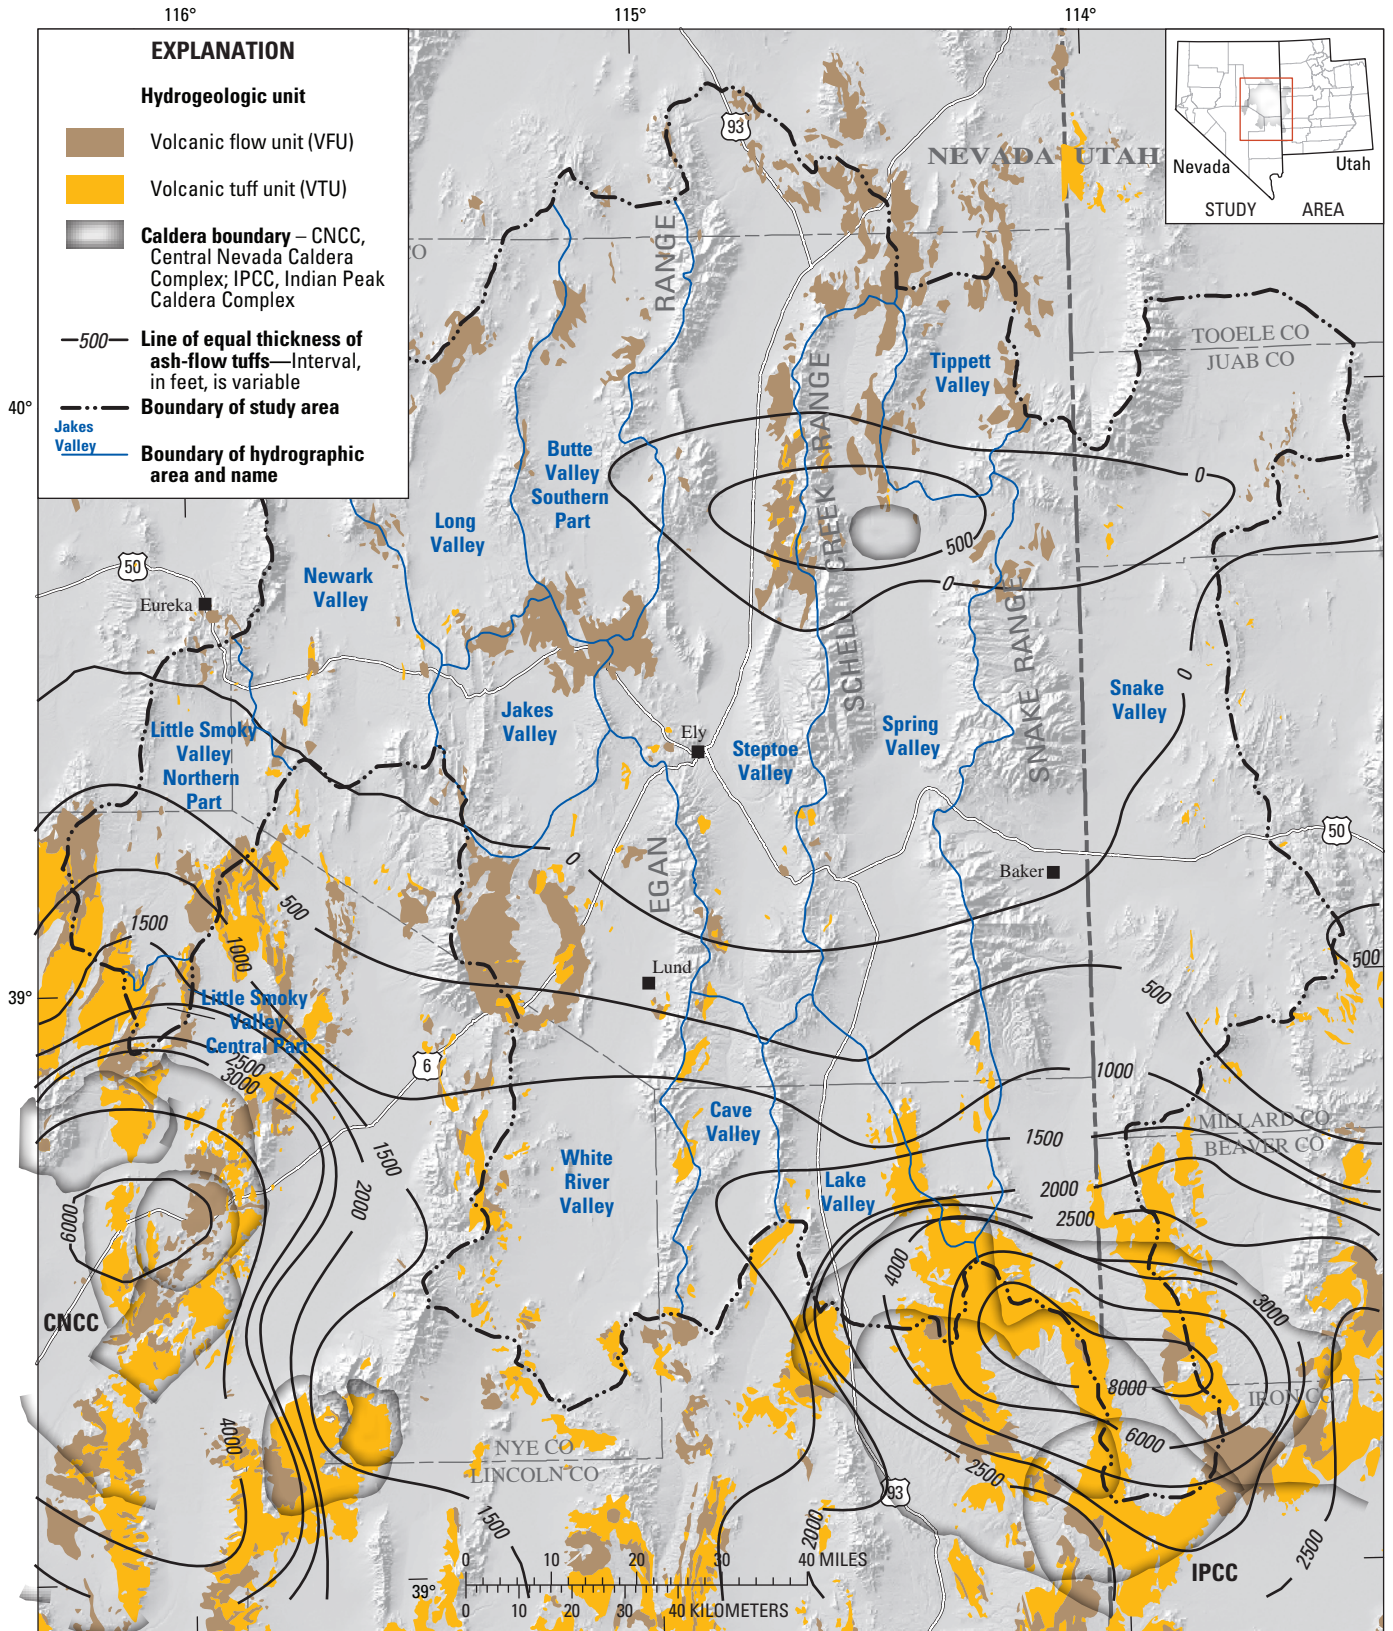 116°
115°
114°
EXPLANATION
Hydrogeologic unit
Volcanic flow unit (VFU)
Volcanic tuff unit (VTU)
Caldera boundary – CNCC,
Central Nevada Caldera
Complex; IPCC, Indian Peak
Caldera Complex
500
Line of equal thickness of
ash-flow tuffs—Interval,
in feet, is variable
Boundary of study area
Jakes
Valley
Boundary of hydrographic
area and name
Nevada
Utah
STUDY AREA
93
NEVADA
UTAH
CO
RANGE
TOOELE CO
JUAB CO
Tippett
Valley
40°
SCHELL CREEK RANGE
Butte
Valley
Southern
Part
0
Long
Valley
500
50
Newark
Valley
0
Eureka
SNAKE RANGE
0
Snake
Valley
Jakes
Valley
Ely
Steptoe
Valley
Spring
Valley
Little Smoky
Valley
Northern
Part
50
0
EGAN
Baker
500
1500
1000
500
Lund
39°
500
Little Smoky
Valley
Central Part
2500
3000
6
1000
Cave
Valley
MILLARD CO
BEAVER CO
1500
1500
White
River
Valley
Lake
Valley
2000
2000
2500
6000
4000
3000
CNCC
8000
IRON CO
4000
6000
NYE CO
LINCOLN CO
2500
93
1500
2000
2500
0 10 20 30 40 MILES
IPCC
39°
0 10 20 30 40 KILOMETERS